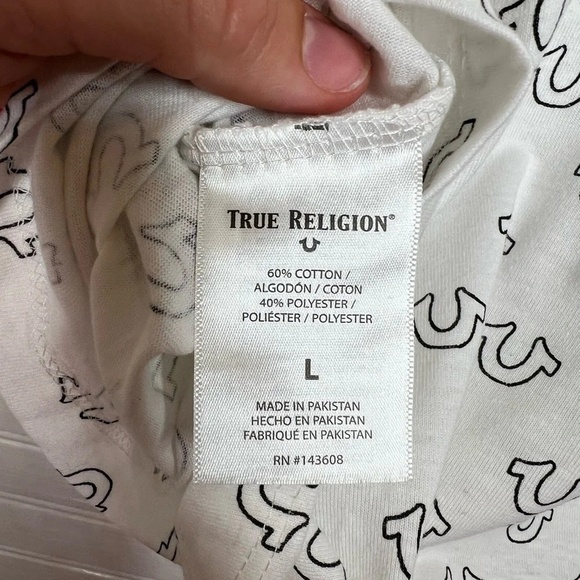 TRUE RELIGION®
60% COTTON /
ALGODÓN / COTON
40% POLYESTER /
POLIÉSTER / POLYESTER
L
MADE IN PAKISTAN
HECHO EN PAKISTAN
FABRIQUÉ EN PAKISTAN
RN #143608